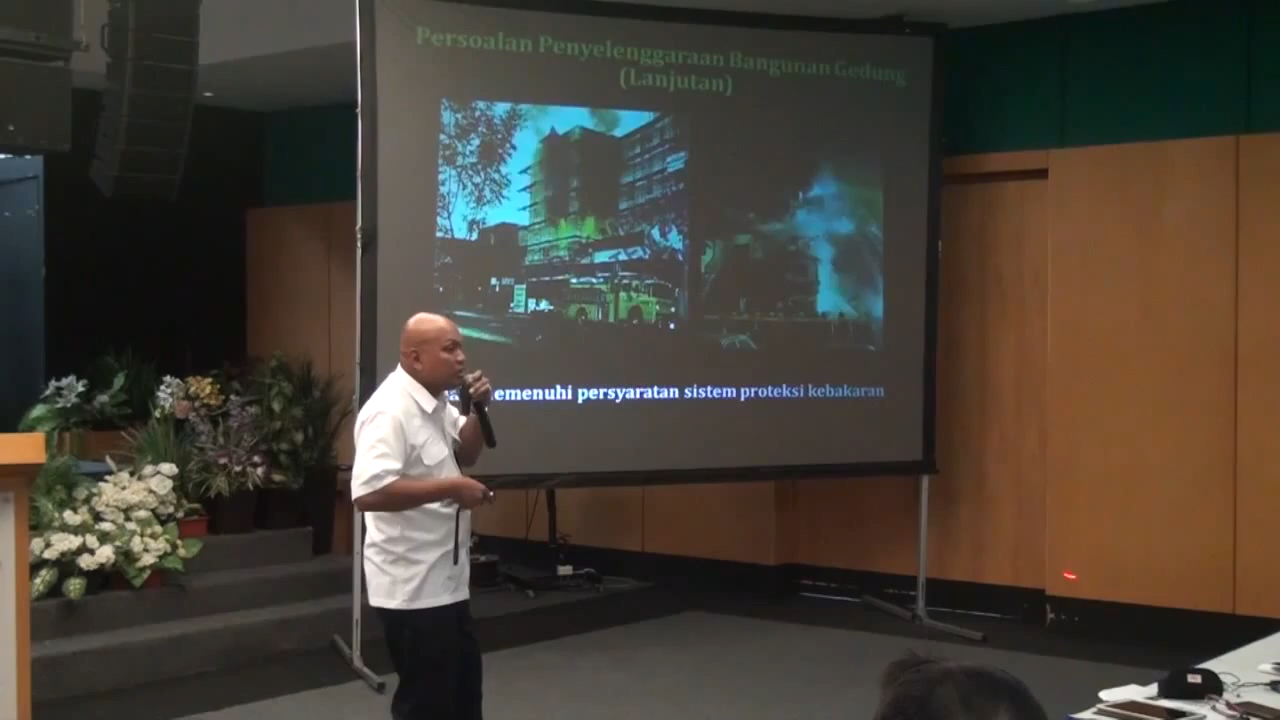 Persoalan Penyelenggaraan Bangunan Gedung
(Lanjutan)
memenuhi persyaratan sistem proteksi kebakaran